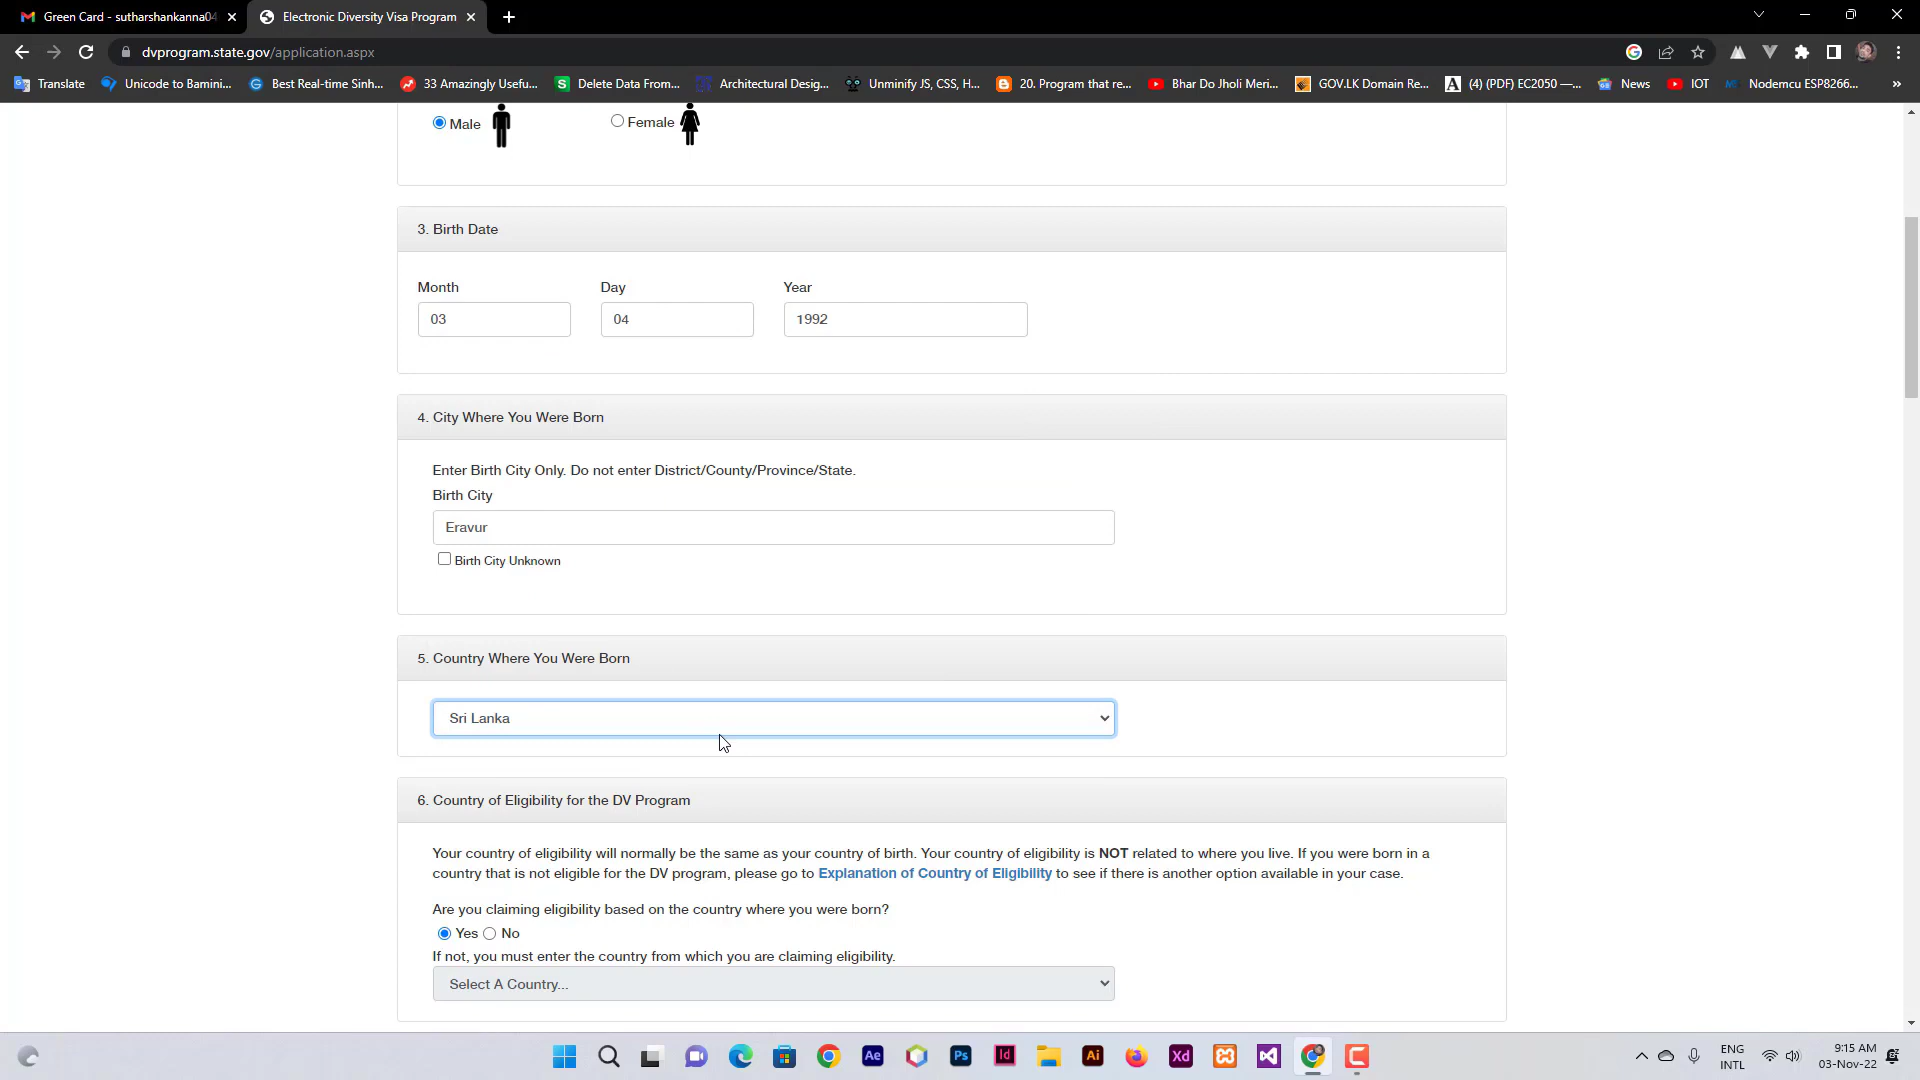 Green Card - sutharshankanna04
Electronic Diversity Visa Program
dvprogram.state.gov/application.aspx
Translate
Unicode to Bamini...
Best Real-time Sinh...
33 Amazingly Usefu...
Delete Data From...
Architectural Desig...
Unminify JS, CSS, H...
20. Program that re...
Bhar Do Jholi Meri...
GOV.LK Domain Re...
(4) (PDF) EC2050 —...
News
IOT
Nodemcu ESP8266...
»
Male
Female
3. Birth Date
Month
Day
Year
03
04
1992
4. City Where You Were Born
Enter Birth City Only. Do not enter District/County/Province/State.
Birth City
Eravur
Birth City Unknown
5. Country Where You Were Born
Sri Lanka
6. Country of Eligibility for the DV Program
Your country of eligibility will normally be the same as your country of birth. Your country of eligibility is NOT related to where you live. If you were born in a
country that is not eligible for the DV program, please go to Explanation of Country of Eligibility to see if there is another option available in your case.
Are you claiming eligibility based on the country where you were born?
Yes No
If not, you must enter the country from which you are claiming eligibility.
Select A Country...
Ae
Ps
Id
Ai
Xd
ENG
INTL
9:15 AM
03-Nov-22